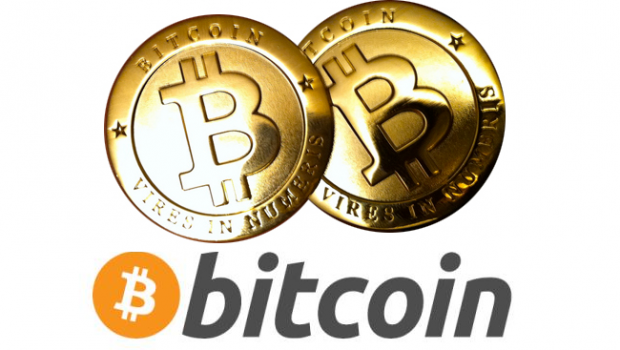 BITCOIN
VIRES IN NUMERIS
BITCOIN
VIRES IN NUMERIS
bitcoin